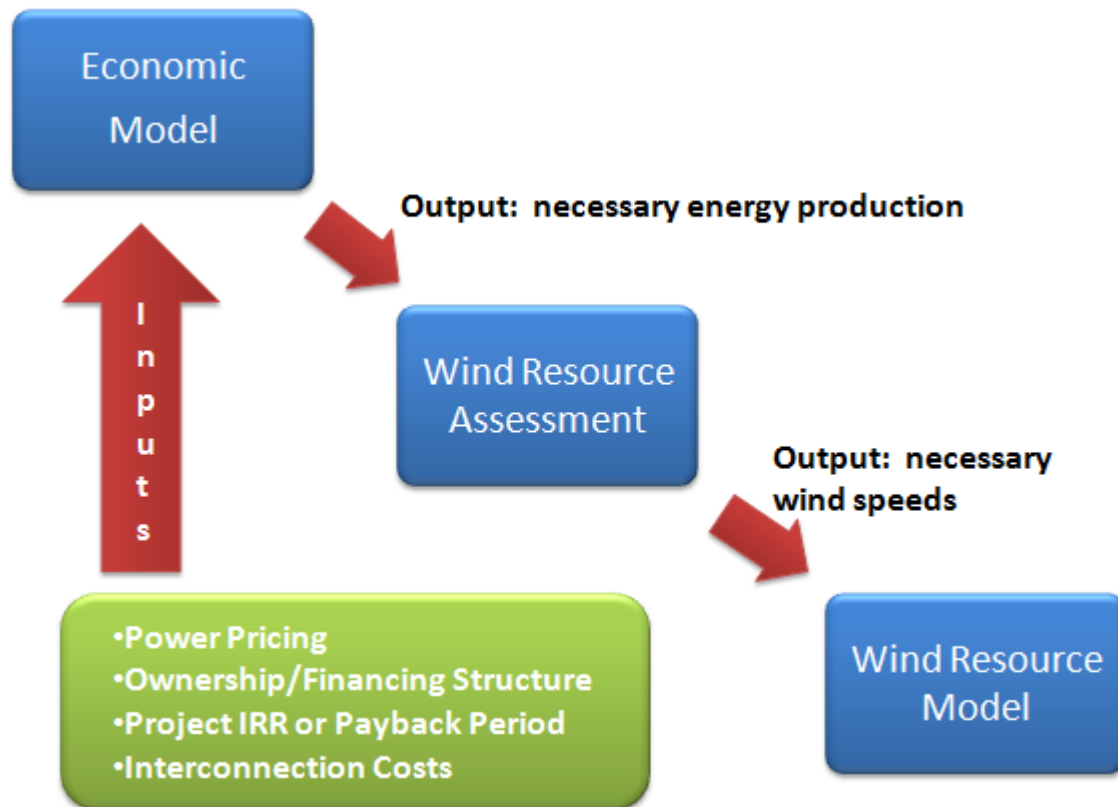 Economic
Model
Output:  necessary energy production
Inputs
Wind Resource
Assessment
Output:  necessary
wind speeds
•Power Pricing
•Ownership/Financing Structure
•Project IRR or Payback Period
•Interconnection Costs
Wind Resource
Model